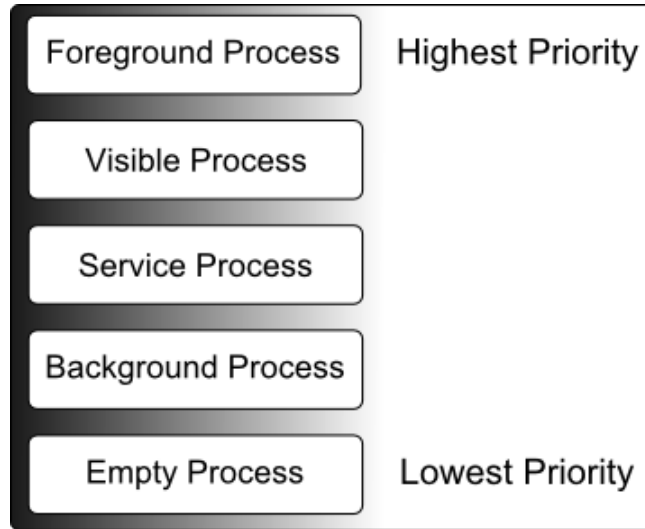 Foreground Process Highest Priority
Visible Process
Service Process
Background Process
Empty Process Lowest Priority